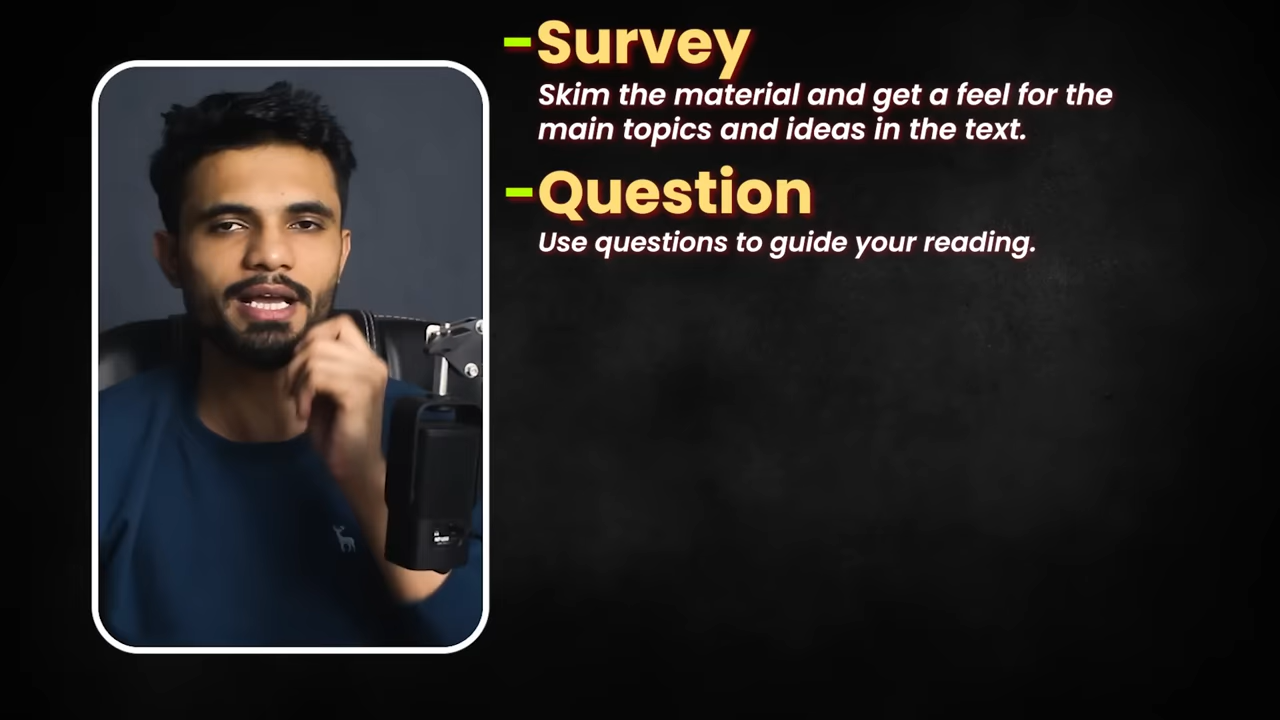 -Survey
Skim the material and get a feel for the
main topics and ideas in the text.
-Question
Use questions to guide your reading.